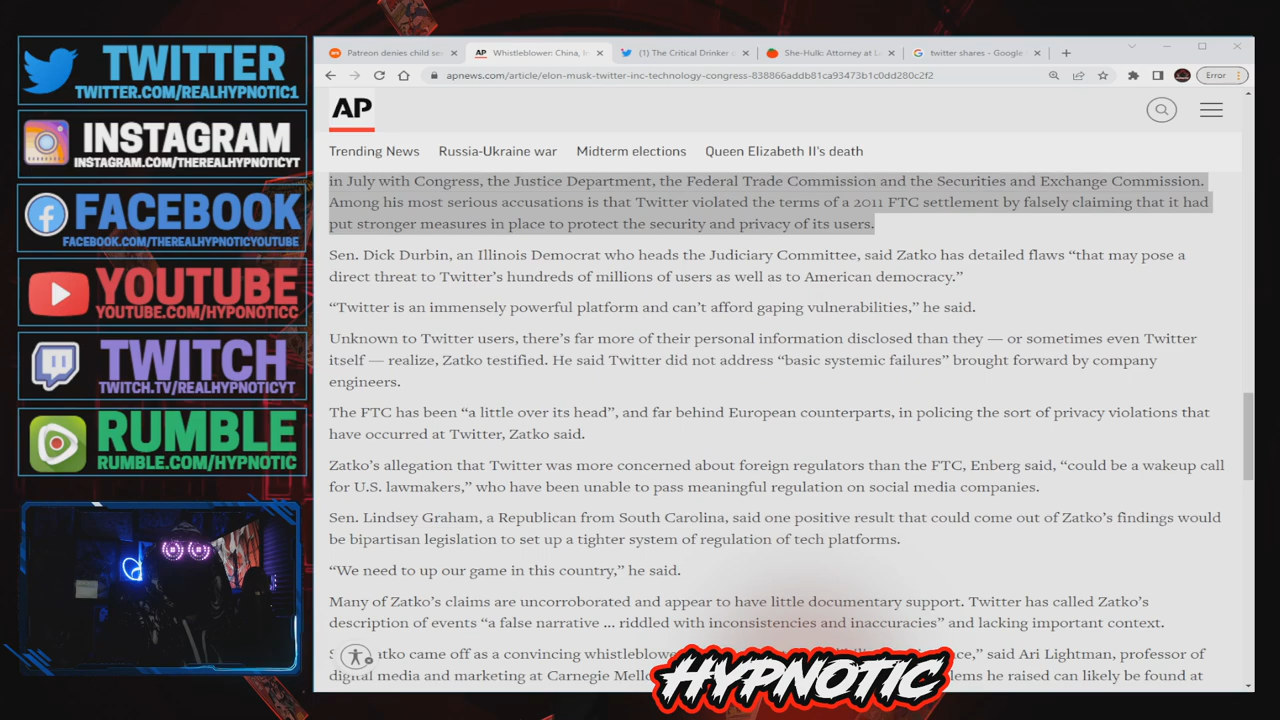 TWITTER
TWITTER.COM/REALHYPNOTIC1
INSTAGRAM
INSTAGRAM.COM/THEREALHYPNOTICYT
FACEBOOK
FACEBOOK.COM/HYPNOTICYOUTUBE
YOUTUBE
YOUTUBE.COM/HYPONOTICC
TWITCH
TWITCH.TV/REALHYPNOTICYT
RUMBLE
RUMBLE.COM/HYPNOTIC
Patreon denies child se
AP Whistleblower: China, I
(1) The Critical Drinker
She-Hulk: Attorney at L
twitter shares - Google
apnews.com/article/elon-musk-twitter-inc-technology-congress-838866addb81ca93473b1c0dd280c2f2
Error
AP
Trending News Russia-Ukraine war Midterm elections Queen Elizabeth II's death
in July with Congress, the Justice Department, the Federal Trade Commission and the Securities and Exchange Commission.
Among his most serious accusations is that Twitter violated the terms of a 2011 FTC settlement by falsely claiming that it had
put stronger measures in place to protect the security and privacy of its users.
Sen. Dick Durbin, an Illinois Democrat who heads the Judiciary Committee, said Zatko has detailed flaws “that may pose a
direct threat to Twitter’s hundreds of millions of users as well as to American democracy.”
“Twitter is an immensely powerful platform and can’t afford gaping vulnerabilities,” he said.
Unknown to Twitter users, there’s far more of their personal information disclosed than they — or sometimes even Twitter
itself — realize, Zatko testified. He said Twitter did not address “basic systemic failures” brought forward by company
engineers.
The FTC has been “a little over its head”, and far behind European counterparts, in policing the sort of privacy violations that
have occurred at Twitter, Zatko said.
Zatko’s allegation that Twitter was more concerned about foreign regulators than the FTC, Enberg said, “could be a wakeup call
for U.S. lawmakers,” who have been unable to pass meaningful regulation on social media companies.
Sen. Lindsey Graham, a Republican from South Carolina, said one positive result that could come out of Zatko’s findings would
be bipartisan legislation to set up a tighter system of regulation of tech platforms.
“We need to up our game in this country,” he said.
Many of Zatko’s claims are uncorroborated and appear to have little documentary support. Twitter has called Zatko’s
description of events “a false narrative ... riddled with inconsistencies and inaccuracies” and lacking important context.
atko came off as a convincing whistleblowe ce,” said Ari Lightman, professor of
digital media and marketing at Carnegie Mello lems he raised can likely be found at
HYPNOTIC